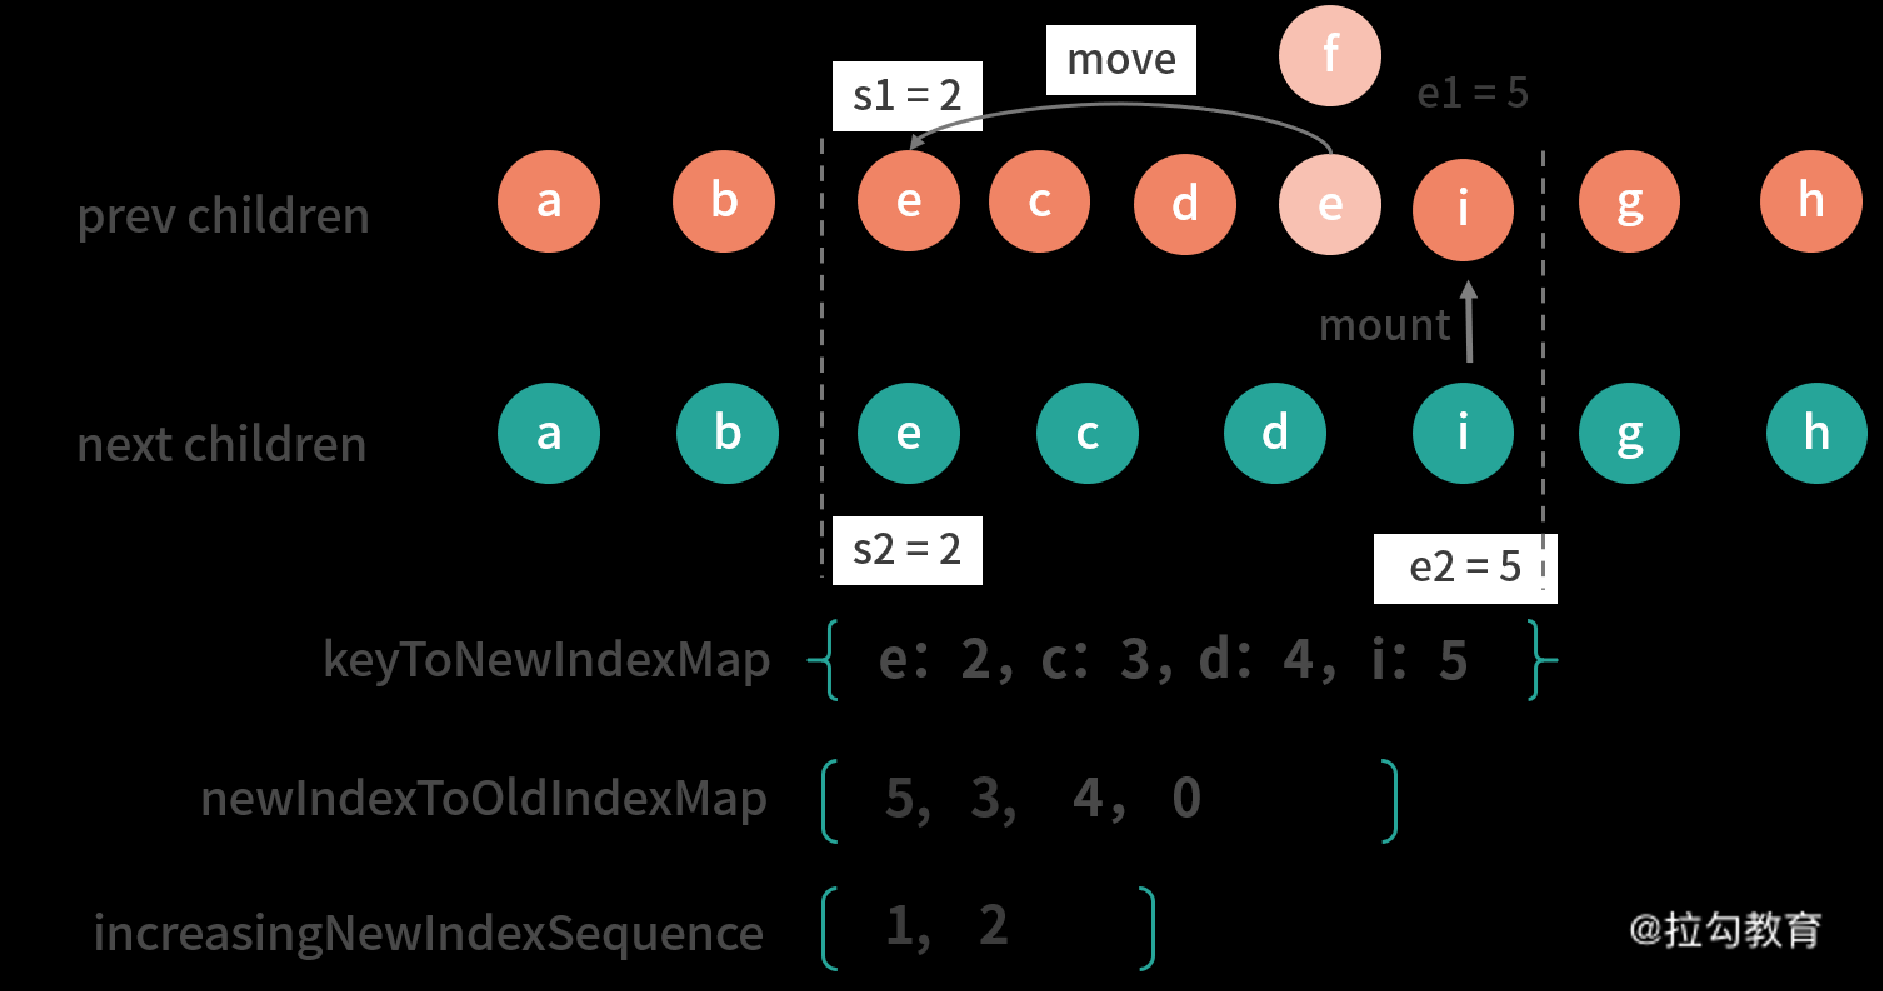 move
f
s1 = 2
e1 = 5
prev children
a b e c d e i g h
mount
next children
a b e c d i g h
s2 = 2
e2 = 5
keyToNewIndexMap { e: 2, c: 3, d: 4, i: 5 }
newIndexToOldIndexMap [ 5, 3, 4, 0 ]
increasingNewIndexSequence [ 1, 2 ]
@拉勾教育